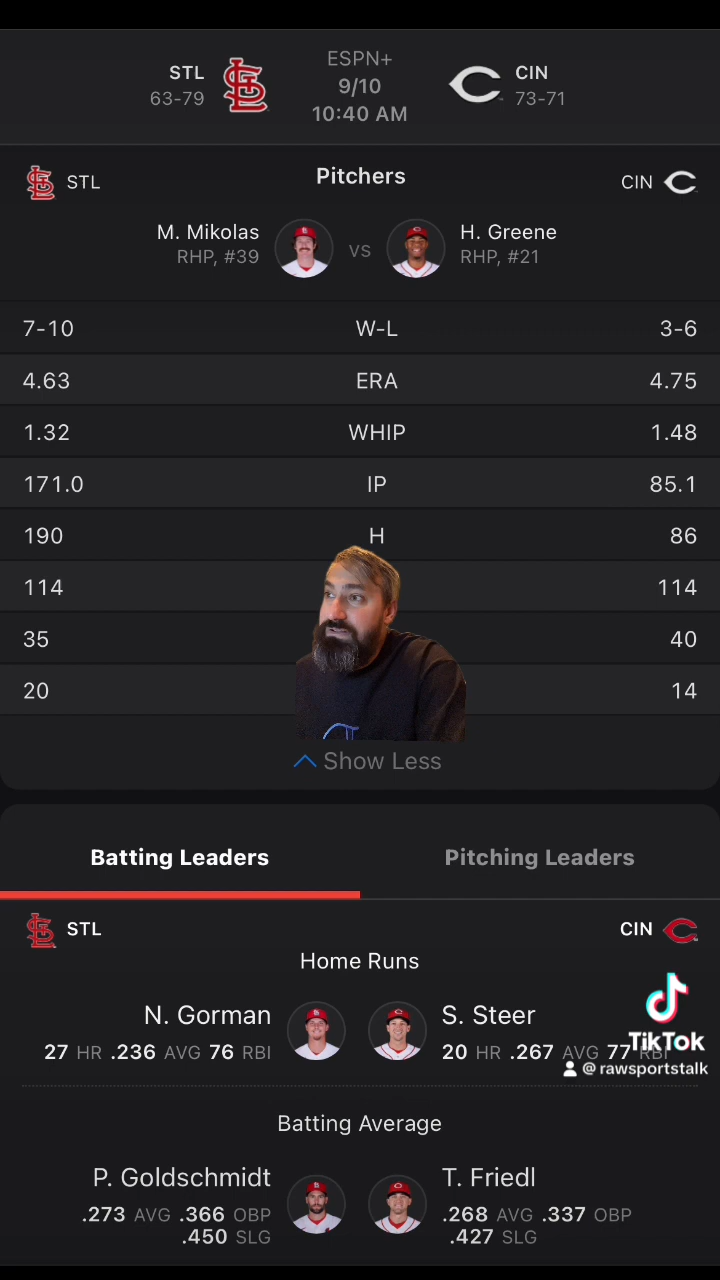 STL
63-79
ESPN+
9/10
10:40 AM
CIN
73-71
STL
Pitchers
CIN
M. Mikolas
RHP, #39
vs
H. Greene
RHP, #21
7-10 W-L 3-6
4.63 ERA 4.75
1.32 WHIP 1.48
171.0 IP 85.1
190 H 86
114 114
35 40
20 14
Show Less
Batting Leaders
Pitching Leaders
STL
CIN
Home Runs
N. Gorman
27 HR .236 AVG 76 RBI
S. Steer
20 HR .267 AVG 77 RBI
TikTok
@rawsportstalk
Batting Average
P. Goldschmidt
.273 AVG .366 OBP
.450 SLG
T. Friedl
.268 AVG .337 OBP
.427 SLG